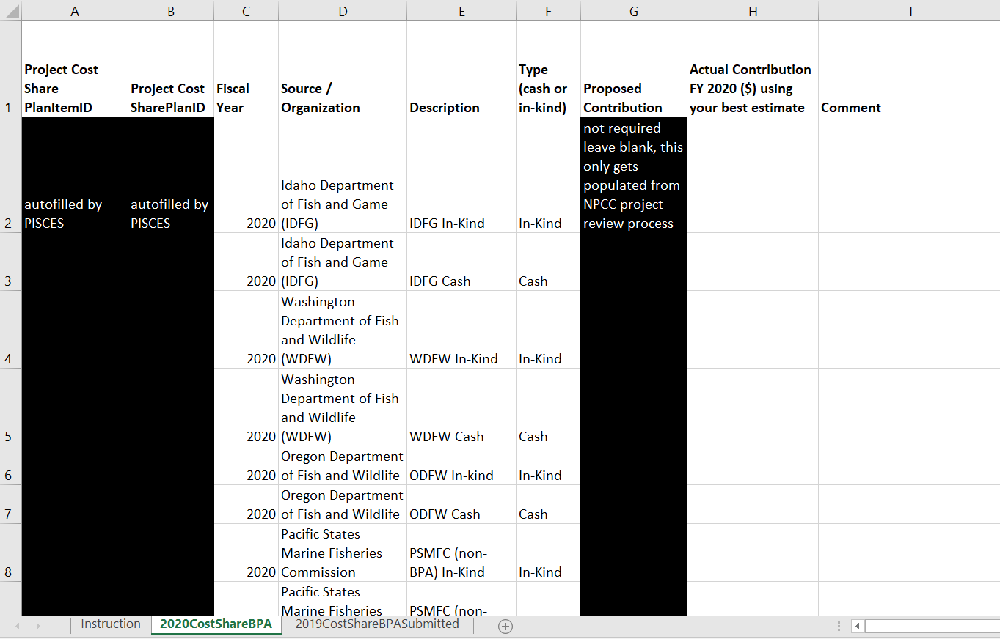 A B C D E F G H I
1 Project Cost Share PlanItemID Project Cost SharePlanID Fiscal Year Source / Organization Description Type (cash or in-kind) Proposed Contribution Actual Contribution FY 2020 ($) using your best estimate Comment
2 autofilled by PISCES autofilled by PISCES 2020 Idaho Department of Fish and Game (IDFG) IDFG In-Kind In-Kind not required leave blank, this only gets populated from NPCC project review process
3 2020 Idaho Department of Fish and Game (IDFG) IDFG Cash Cash
4 2020 Washington Department of Fish and Wildlife (WDFW) WDFW In-Kind In-Kind
5 2020 Washington Department of Fish and Wildlife (WDFW) WDFW Cash Cash
6 2020 Oregon Department of Fish and Wildlife ODFW In-kind In-Kind
7 2020 Oregon Department of Fish and Wildlife ODFW Cash Cash
8 2020 Pacific States Marine Fisheries Commission PSMFC (non-BPA) In-Kind In-Kind
Pacific States Marine Fisheries PSMFC (non-
Instruction 2020CostShareBPA 2019CostShareBPASubmitted